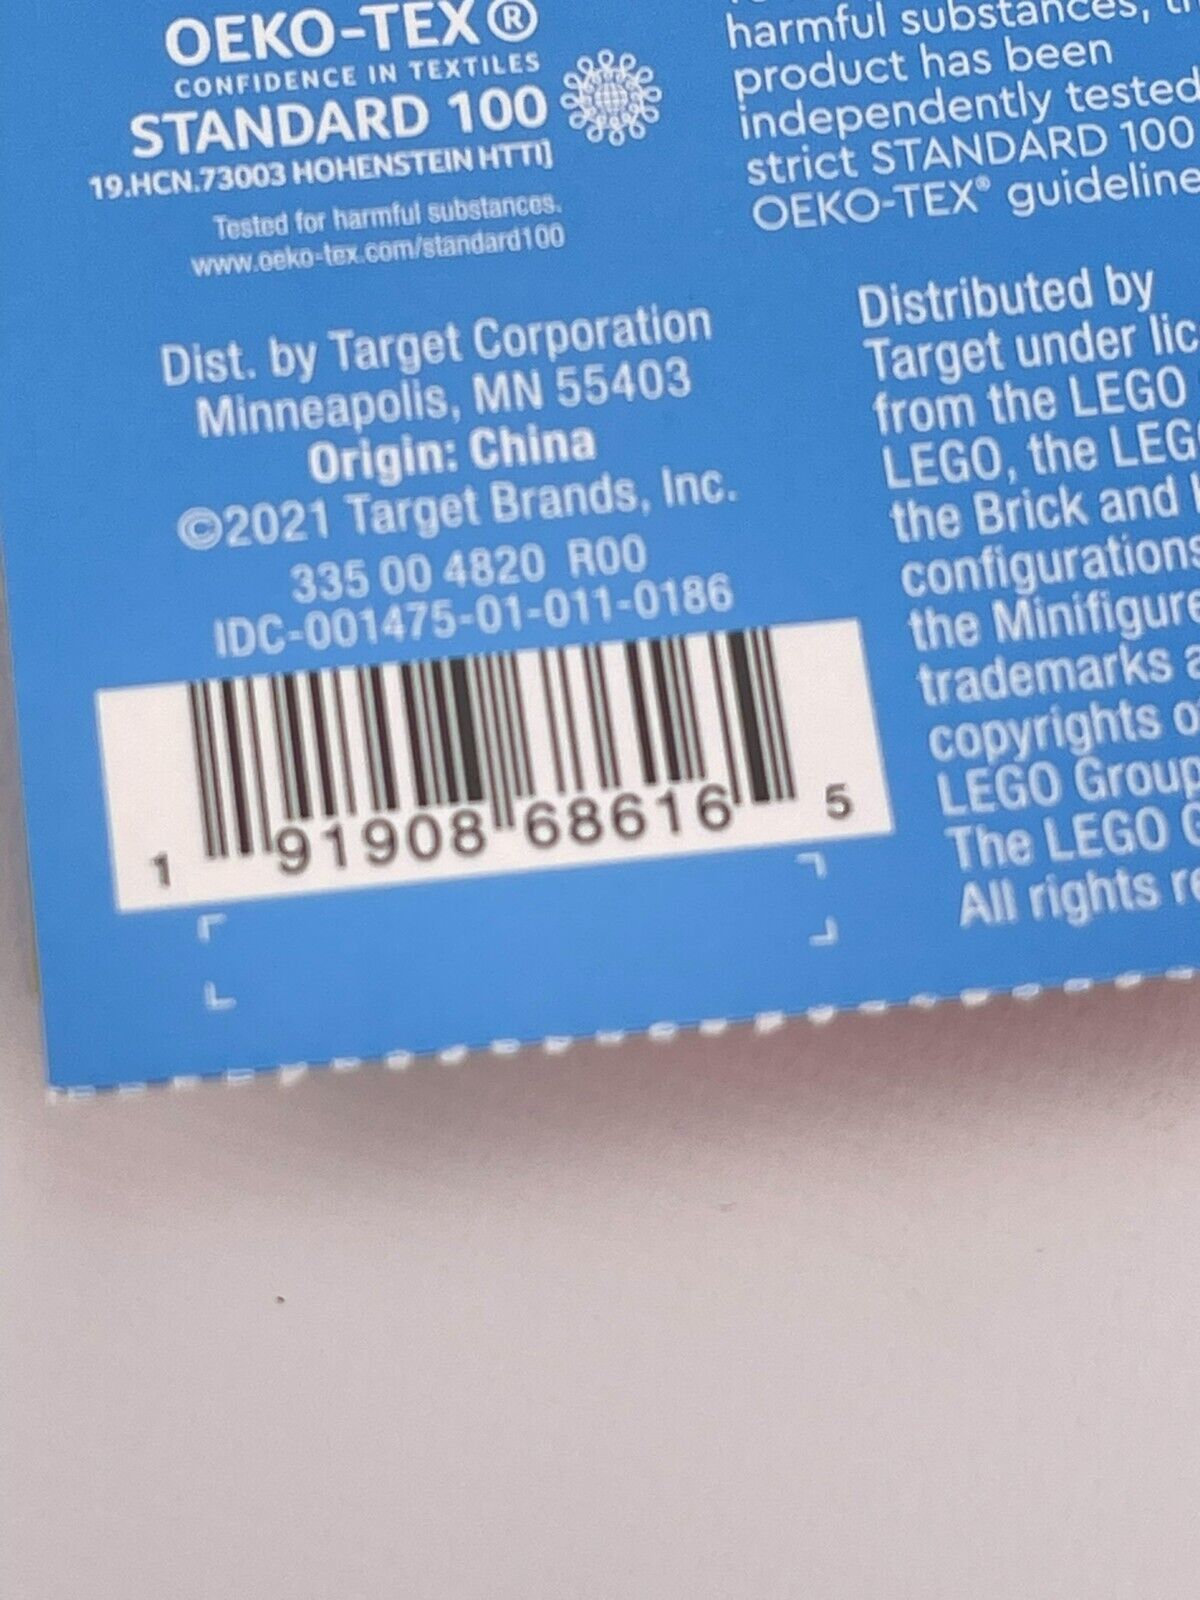 OEKO-TEX®
CONFIDENCE IN TEXTILES
STANDARD 100
19.HCN.73003 HOHENSTEIN HTTI]
Tested for harmful substances.
www.oeko-tex.com/standard100
Dist. by Target Corporation
Minneapolis, MN 55403
Origin: China
©2021 Target Brands, Inc.
335 00 4820 R00
IDC-001475-01-011-0186
1 91908 68616 5
harmful substances,
product has been
independently tested
strict STANDARD 100
OEKO-TEX® guideline
Distributed by
Target under lic
from the LEGO
LEGO, the LEG
the Brick and
configurations
the Minifigure
trademarks a
copyrights o
LEGO Group
The LEGO G
All rights re